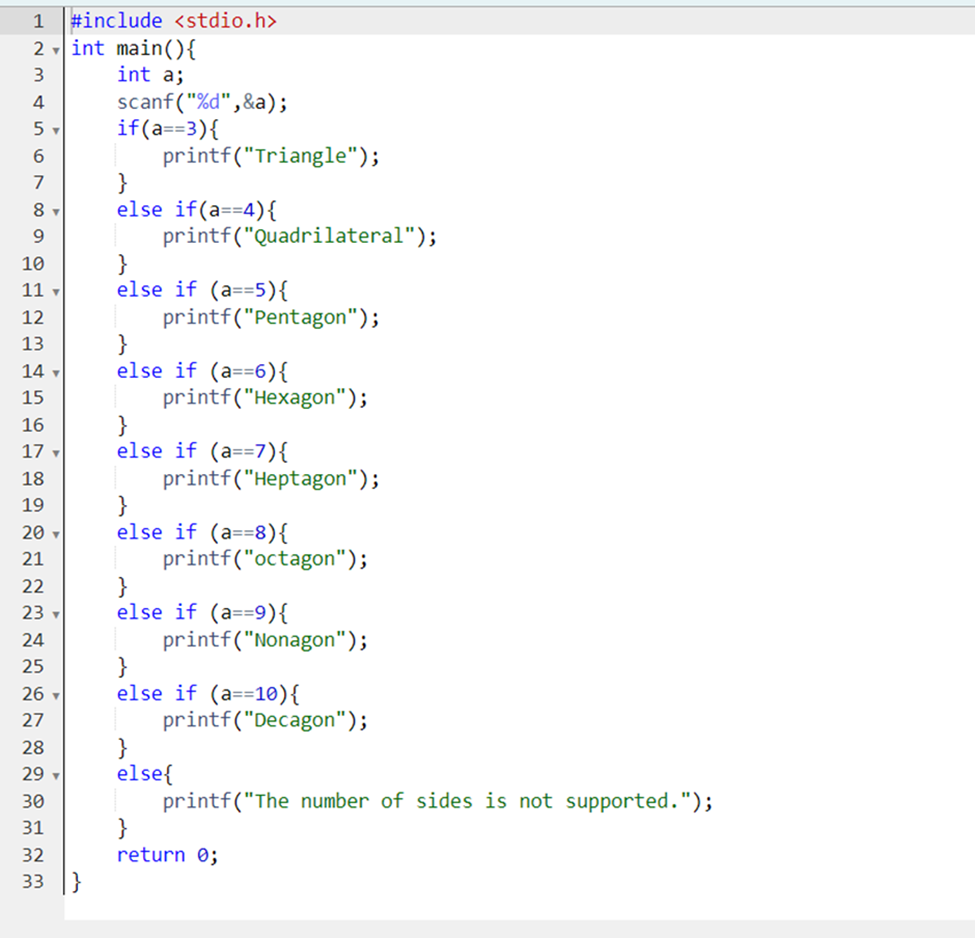 1 #include <stdio.h>
2 int main(){
3     int a;
4     scanf("%d",&a);
5     if(a==3){
6         printf("Triangle");
7     }
8     else if(a==4){
9         printf("Quadrilateral");
10     }
11     else if (a==5){
12         printf("Pentagon");
13     }
14     else if (a==6){
15         printf("Hexagon");
16     }
17     else if (a==7){
18         printf("Heptagon");
19     }
20     else if (a==8){
21         printf("octagon");
22     }
23     else if (a==9){
24         printf("Nonagon");
25     }
26     else if (a==10){
27         printf("Decagon");
28     }
29     else{
30         printf("The number of sides is not supported.");
31     }
32     return 0;
33 }